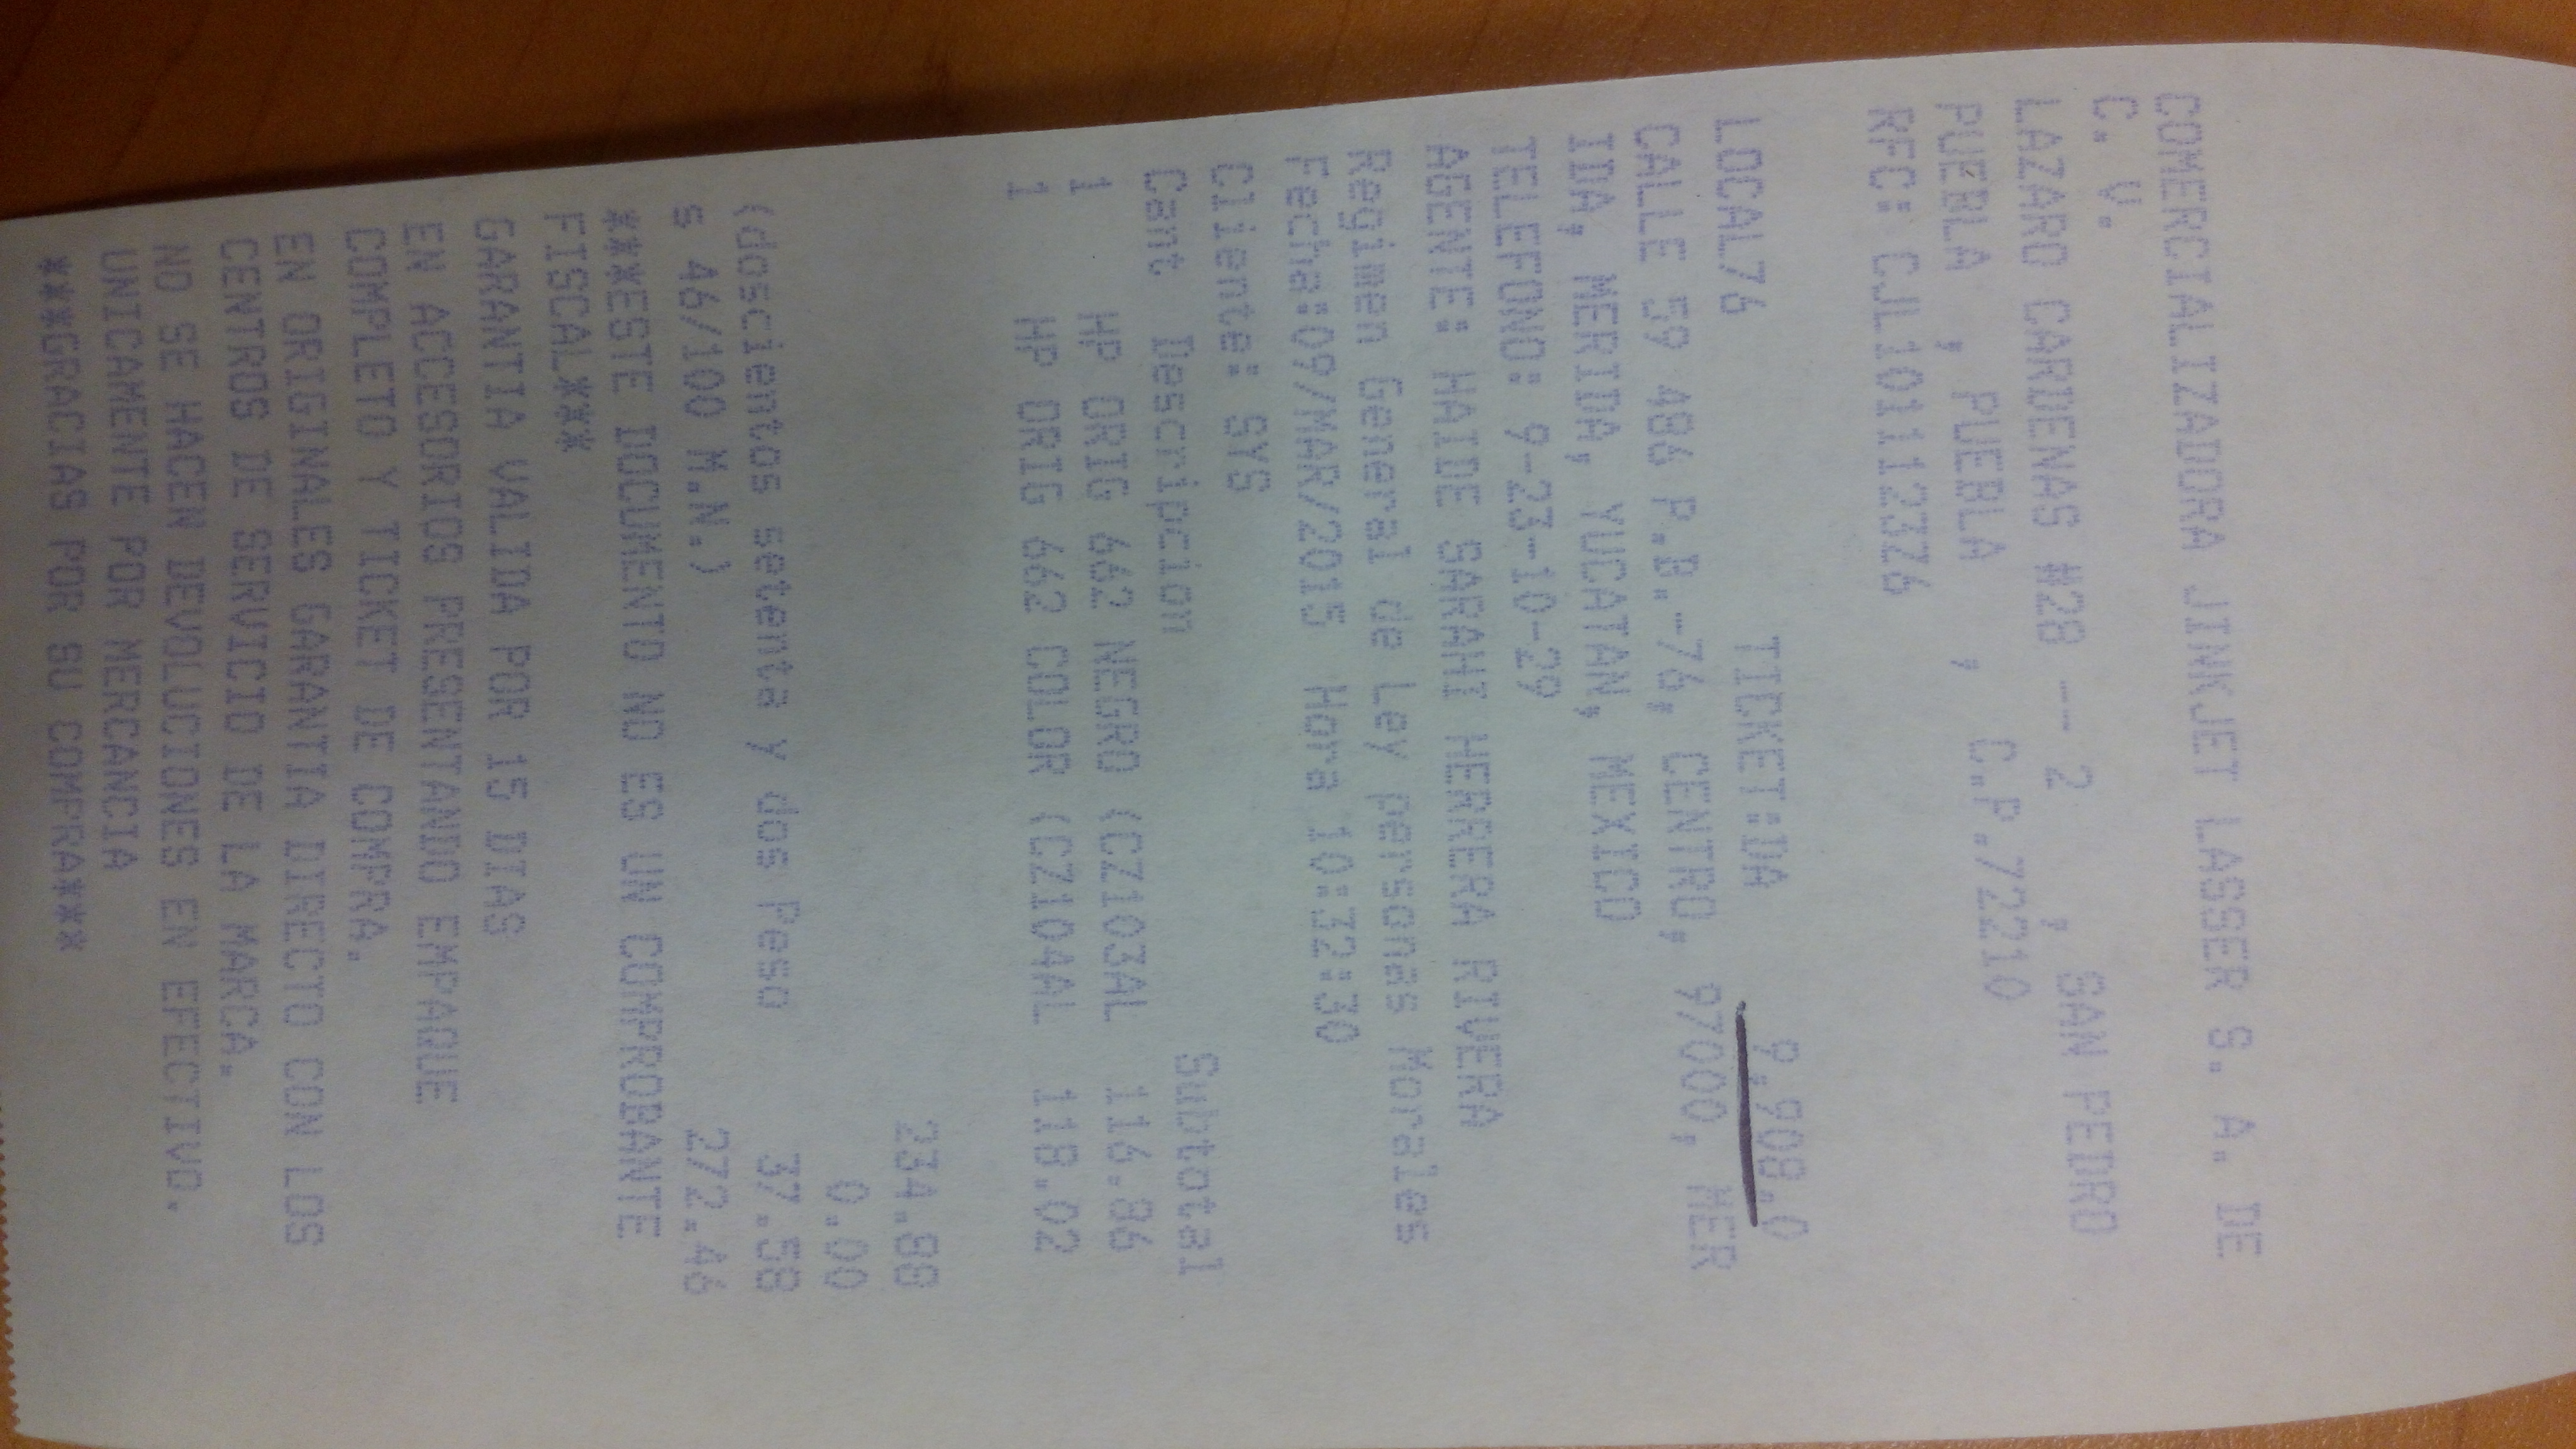 COMERCIALIZADORA JINKJET LASSER S. A. DE
C. V.
LAZARO CARDENAS #28 -- 2 , SAN PEDRO
PUEBLA , PUEBLA , C.P.72210
RFC: CJL101112376
LOCAL76 TICKET:DA 9,908.0
CALLE 59 486 P.B.-76, CENTRO, 97000, MER
IDA, MERIDA, YUCATAN, MEXICO
TELEFONO: 9-23-10-29
AGENTE: HAIDE SARAHI HERRERA RIVERA
Regimen General de Ley personas Morales
Fecha:09/MAR/2015 Hora 10:32:30
Cliente: SYS
Cant Descripcion Subtotal
1 HP ORIG 662 NEGRO (CZ103AL 116.86
1 HP ORIG 662 COLOR (CZ104AL 118.02
234.88
0.00
37.58
(doscientos setenta y dos Peso
272.46
s 46/100 M.N.)
***ESTE DOCUMENTO NO ES UN COMPROBANTE
FISCAL***
GARANTIA VALIDA POR 15 DIAS
EN ACCESORIOS PRESENTANDO EMPAQUE
COMPLETO Y TICKET DE COMPRA.
EN ORIGINALES GARANTIA DIRECTO CON LOS
CENTROS DE SERVICIO DE LA MARCA.
NO SE HACEN DEVOLUCIONES EN EFECTIVO.
UNICAMENTE POR MERCANCIA
***GRACIAS POR SU COMPRA***